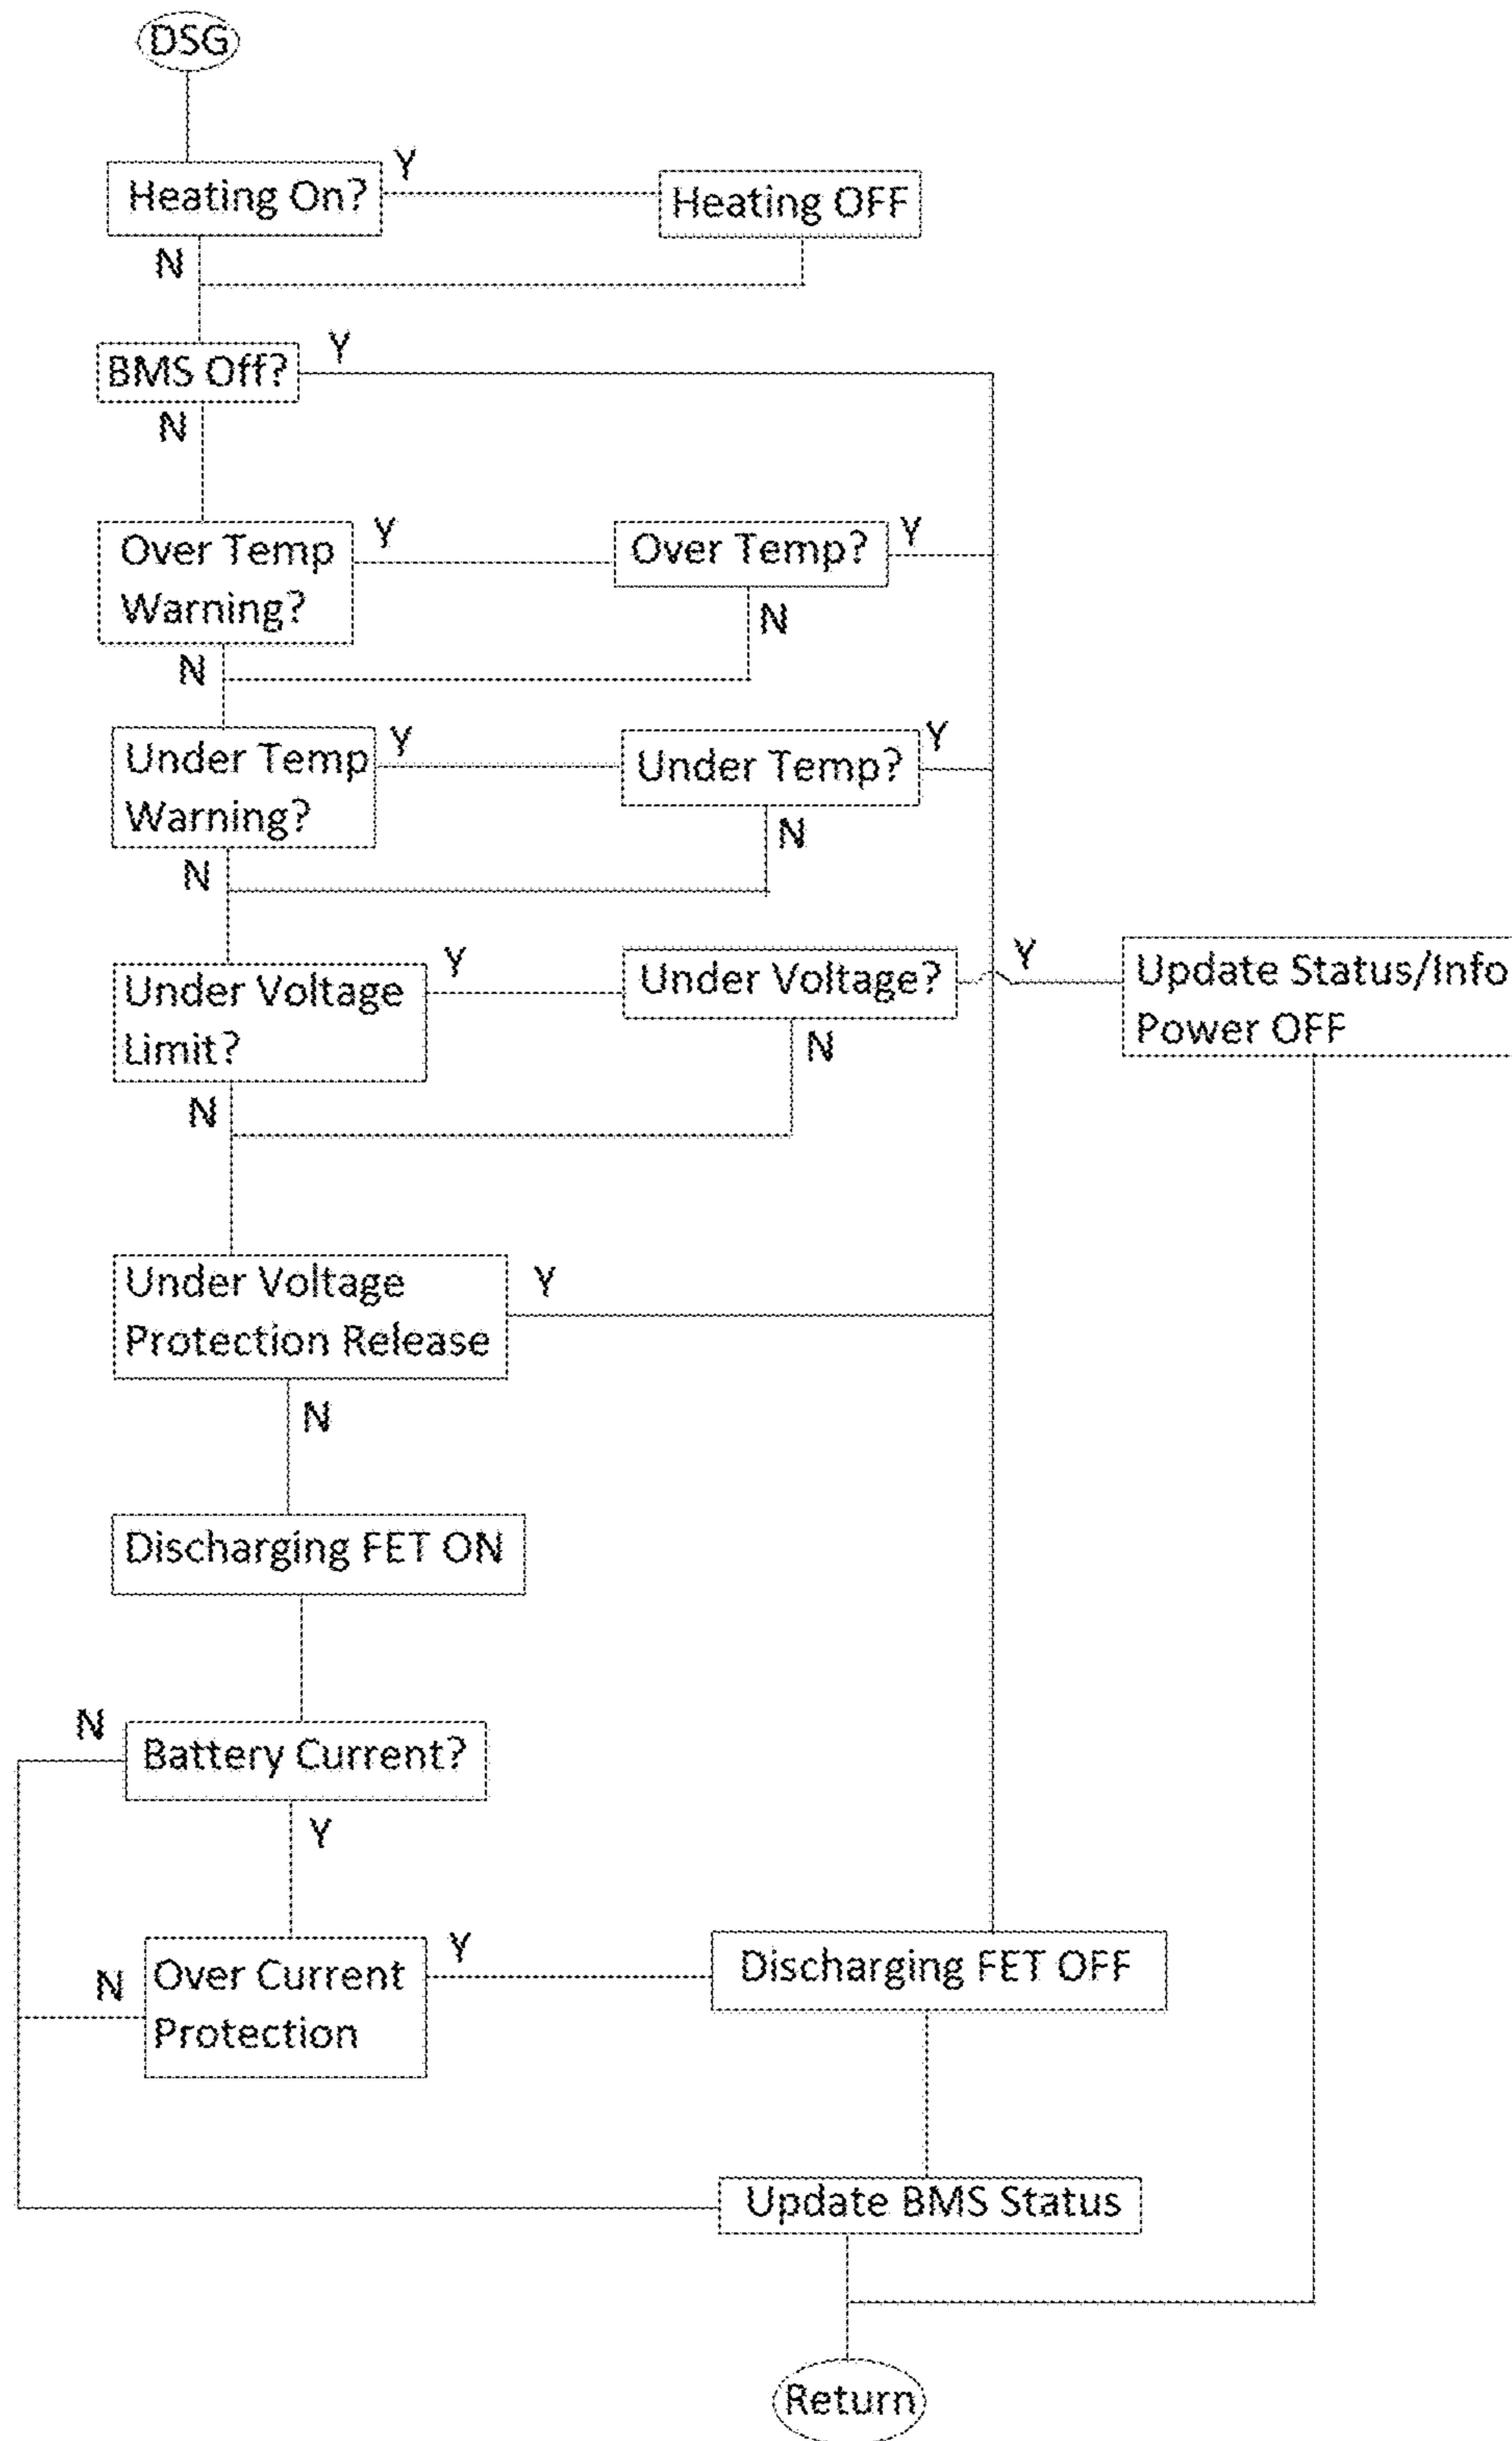 DSG
Heating On?
Y
Heating OFF
N
BMS Off?
Y
N
Over Temp
Warning?
Y
Over Temp?
Y
N
N
Under Temp
Warning?
Y
Under Temp?
Y
N
N
Under Voltage
Limit?
Y
Under Voltage?
Y
Update Status/Info
Power OFF
N
N
Under Voltage
Protection Release
Y
N
Discharging FET ON
N
Battery Current?
Y
N
Over Current
Protection
Y
Discharging FET OFF
Update BMS Status
Return